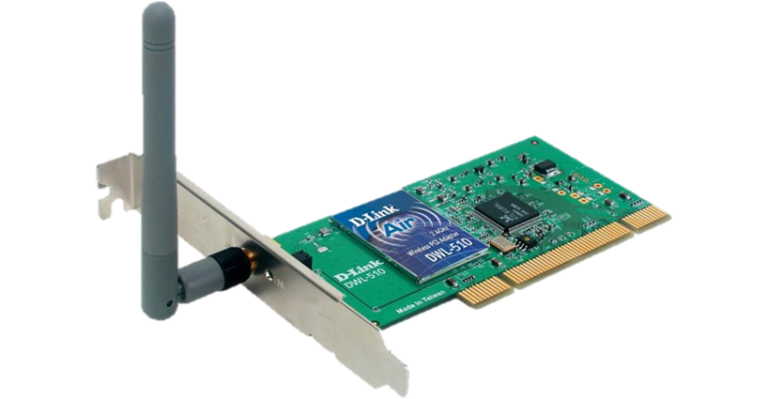 D-Link
Air
2.4GHz
Wireless PCI Adapter
DWL-510
D-Link
DWL-510
Made in Taiwan